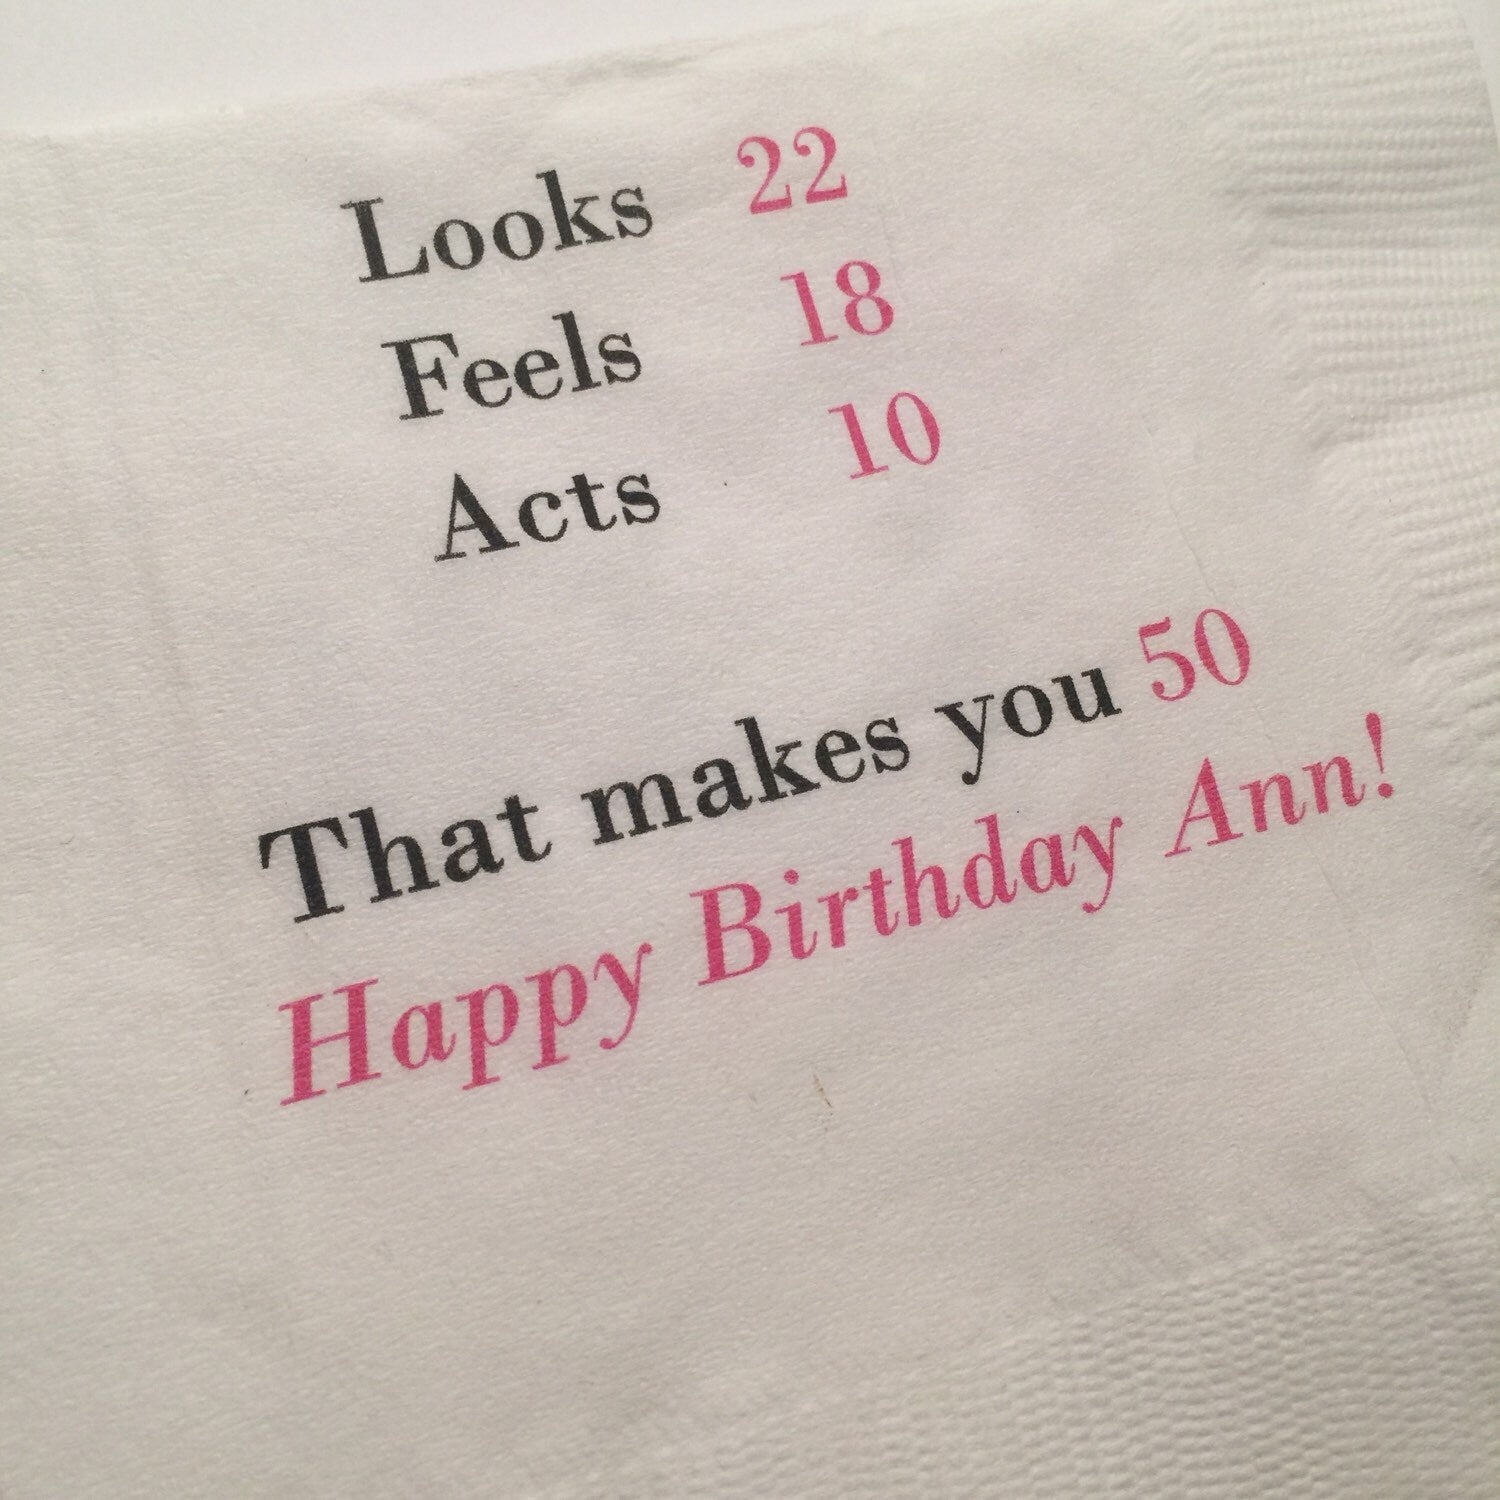 Looks 22
Feels 18
Acts 10
That makes you 50
Happy Birthday Ann!